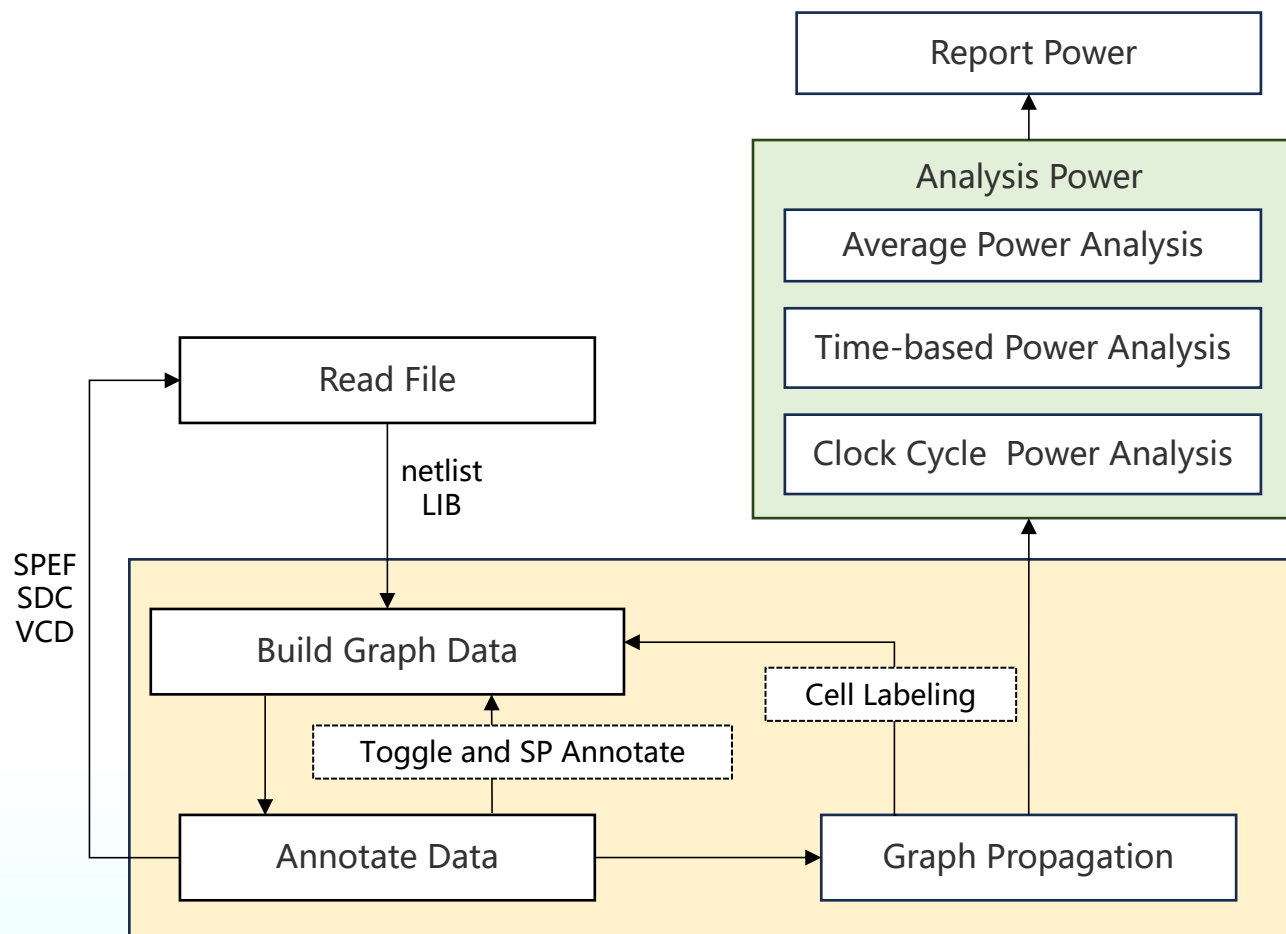 Report Power
Analysis Power
Average Power Analysis
Time-based Power Analysis
Clock Cycle  Power Analysis
Read File
netlist
LIB
SPEF
SDC
VCD
Build Graph Data
Cell Labeling
Toggle and SP Annotate
Annotate Data
Graph Propagation